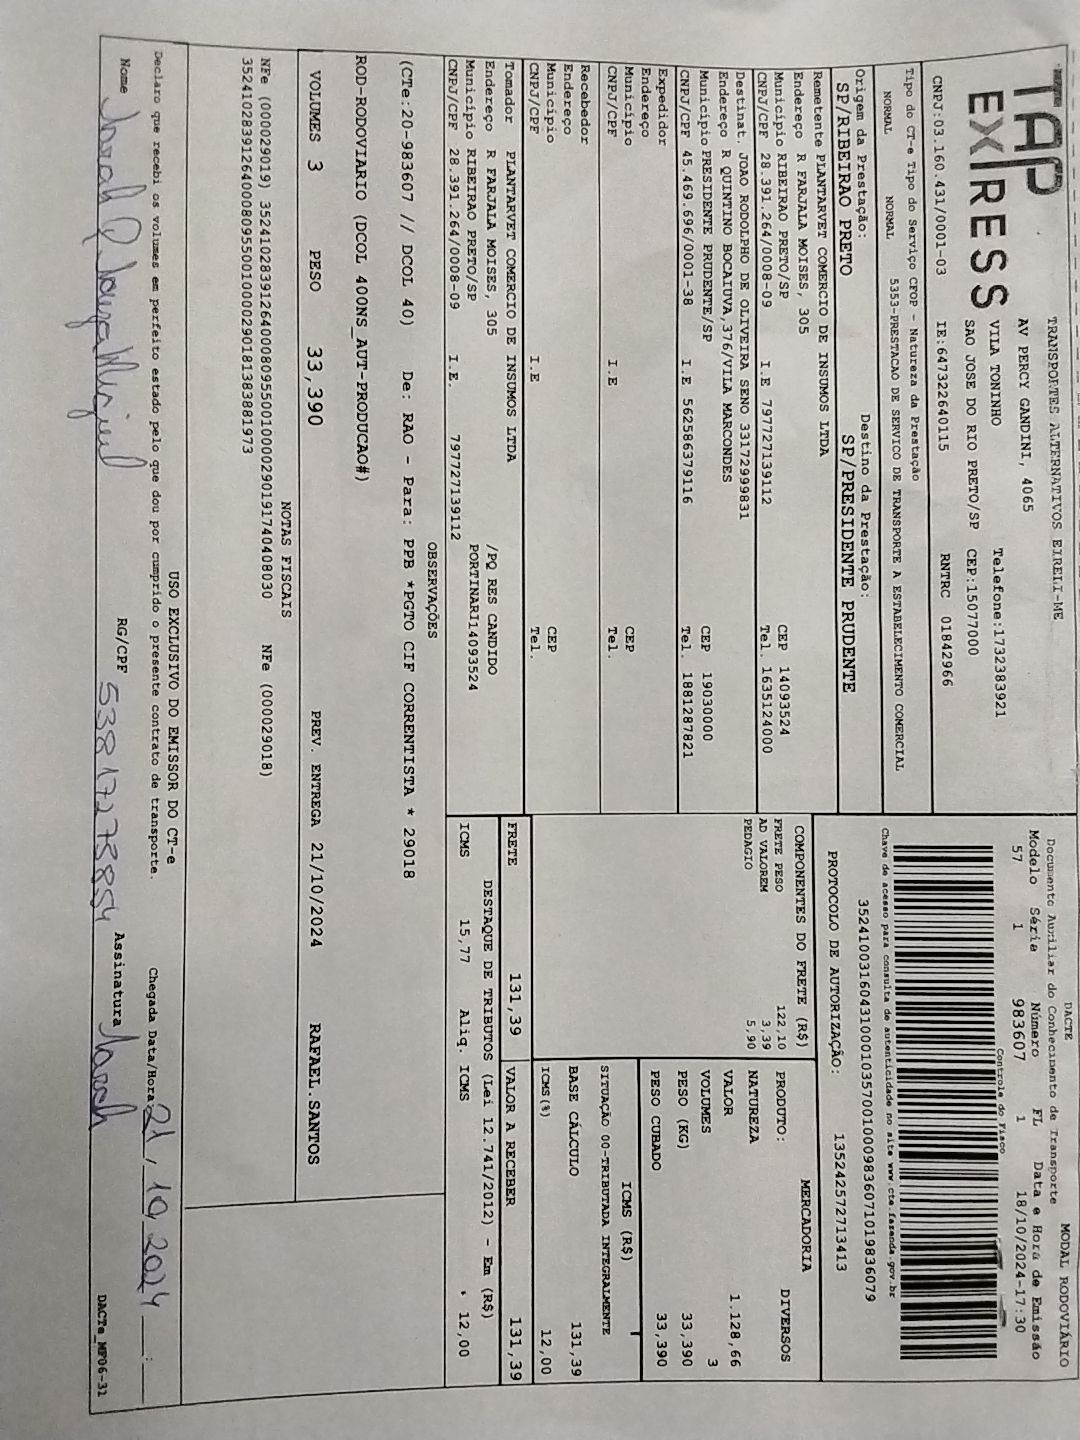 TAP EXPRESS
TRANSPORTES ALTERNATIVOS EIRELI-ME
AV PERCY GANDINI, 4065
VILA TONINHO Telefone:1732383921
SAO JOSE DO RIO PRETO/SP CEP:15077000
CNPJ:03.160.431/0001-03 IE:647322640115 RNTRC 01842966
DACTE MODAL RODOVIÁRIO
Documento Auxiliar do Conhecimento de Transporte
Modelo Série Número FL Data e Hora de Emissão
57 1 983607 1 18/10/2024-17:30
Controle do Fisco
Chave de acesso para consulta de autenticidade no site www.cte.fazenda.gov.br
35241003160431000103570010009836071019836079
PROTOCOLO DE AUTORIZAÇÃO: 135242572713413
Tipo do CT-e Tipo do Serviço CFOP - Natureza da Prestação
NORMAL NORMAL 5353-PRESTACAO DE SERVICO DE TRANSPORTE A ESTABELECIMENTO COMERCIAL
Origem da Prestação: Destino da Prestação:
SP/RIBEIRAO PRETO SP/PRESIDENTE PRUDENTE
Remetente PLANTARVET COMERCIO DE INSUMOS LTDA
Endereço R FARJALA MOISES, 305 CEP 14093524
Município RIBEIRAO PRETO/SP Tel. 1635124000
CNPJ/CPF 28.391.264/0008-09 I.E 797727139112
Destinat. JOAO RODOLPHO DE OLIVEIRA SENO 33172999831
Endereço R QUINTINO BOCAIUVA,376/VILA MARCONDES
Município PRESIDENTE PRUDENTE/SP CEP 19030000
CNPJ/CPF 45.469.696/0001-38 I.E 562586379116 Tel. 1881287821
Expedidor
Endereço
Município CEP
CNPJ/CPF I.E Tel.
Recebedor
Endereço
Município CEP
CNPJ/CPF I.E Tel.
Tomador PLANTARVET COMERCIO DE INSUMOS LTDA
Endereço R FARJALA MOISES, 305 /PQ RES CANDIDO
Município RIBEIRAO PRETO/SP PORTINARI14093524
CNPJ/CPF 28.391.264/0008-09 I.E. 797727139112
COMPONENTES DO FRETE (R$)
FRETE PESO 122,10
AD VALOREM 3,39
PEDAGIO 5,90
MERCADORIA
PRODUTO: DIVERSOS
NATUREZA
VALOR 1.128,66
VOLUMES 3
PESO (KG) 33,390
PESO CUBADO 33,390
ICMS (R$)
SITUAÇÃO 00-TRIBUTADA INTEGRALMENTE
BASE CÁLCULO 131,39
ICMS(%) 12,00
FRETE 131,39 VALOR A RECEBER 131,39
DESTAQUE DE TRIBUTOS (Lei 12.741/2012) - Em (R$)
ICMS 15,77 Aliq. ICMS 12,00
OBSERVAÇÕES
(CTe:20-983607 // DCOL 40) De: RAO - Para: PPB *PGTO CIF CORRENTISTA * 29018
ROD-RODOVIARIO (DCOL 400NS_AUT-PRODUCAO#)
VOLUMES 3 PESO 33,390 PREV. ENTREGA 21/10/2024 RAFAEL.SANTOS
NOTAS FISCAIS
NFe (000029019) 35241028391264000809550010000290191740408030 NFe (000029018)
35241028391264000809550010000290181383881973
USO EXCLUSIVO DO EMISSOR DO CT-e
Declaro que recebi os volumes em perfeito estado pelo que dou por cumprido o presente contrato de transporte. Chegada Data/Hora: 21/10/2024 __:__
Nome RG/CPF 53817278854 Assinatura
DACTe_MF06-31